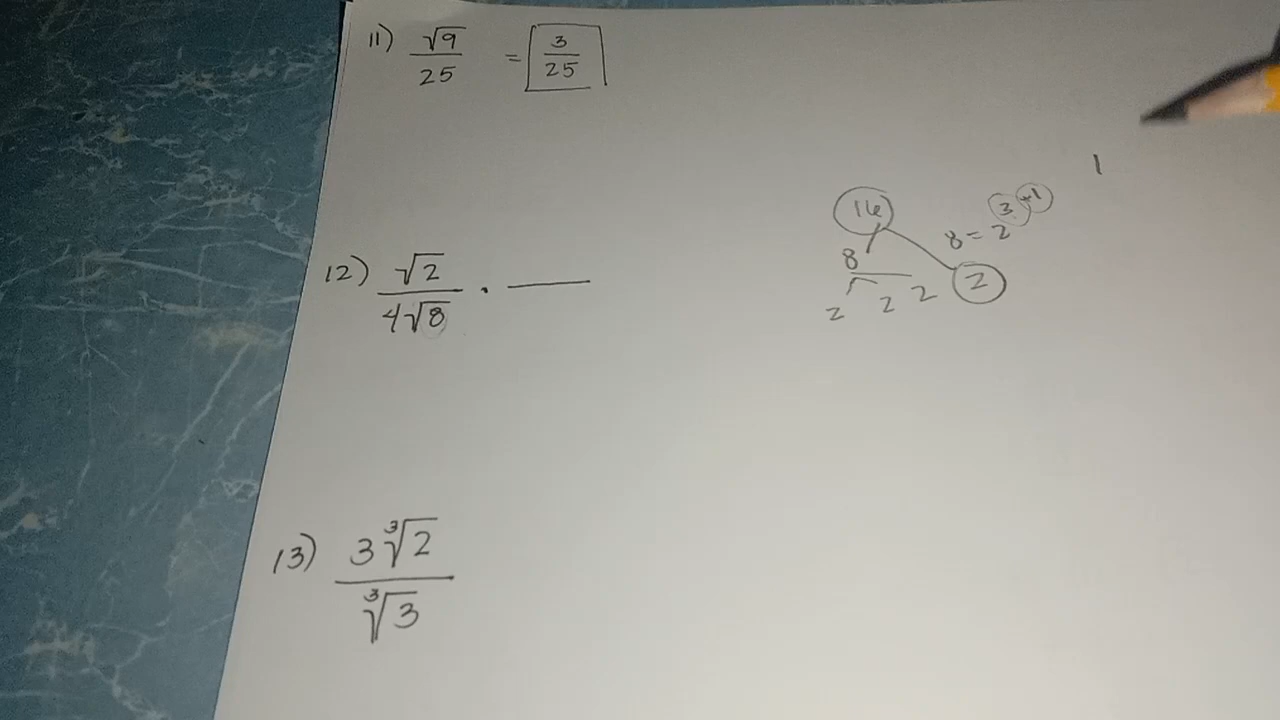 11) √9/25 = 3/25
16
8 = 2^3+1
8 2
2 2 2
1
12) √2/4√8 · —
13) 3∛2/∛3